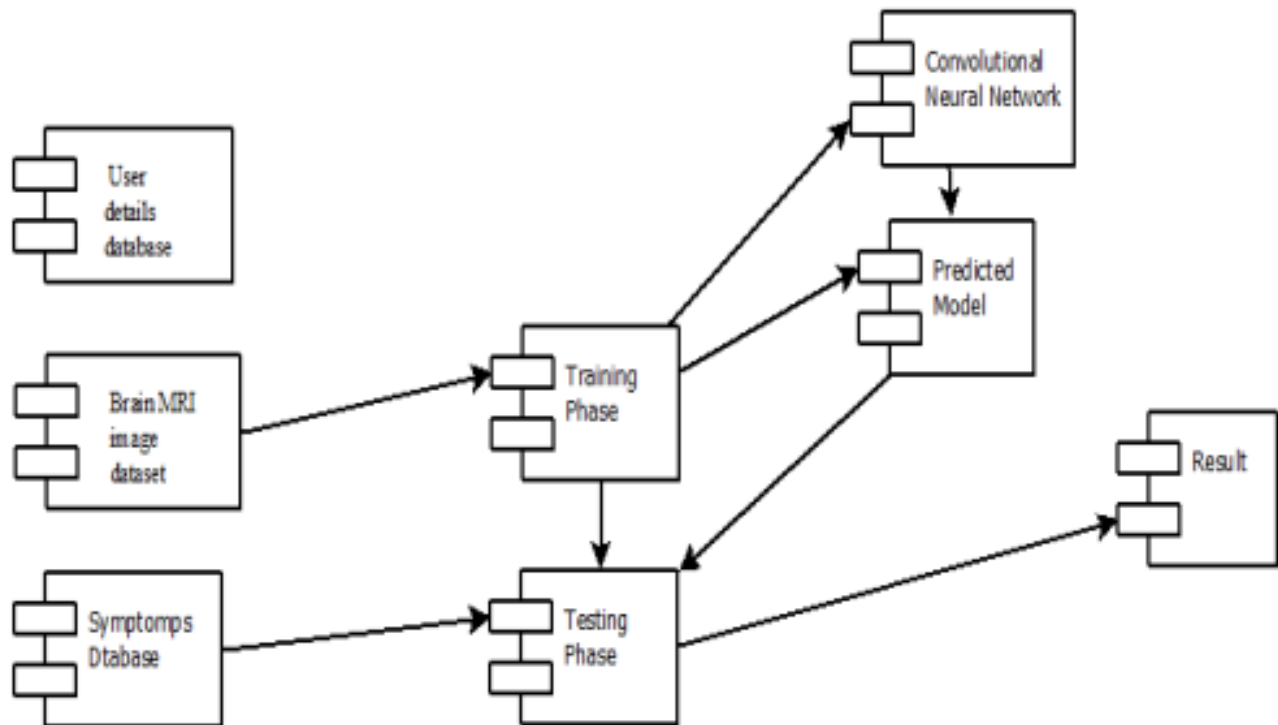 Convolutional
Neural Network
User
details
database
Predicted
Model
Training
Phase
Brain MRI
image
dataset
Result
Symptomps
Dtabase
Testing
Phase